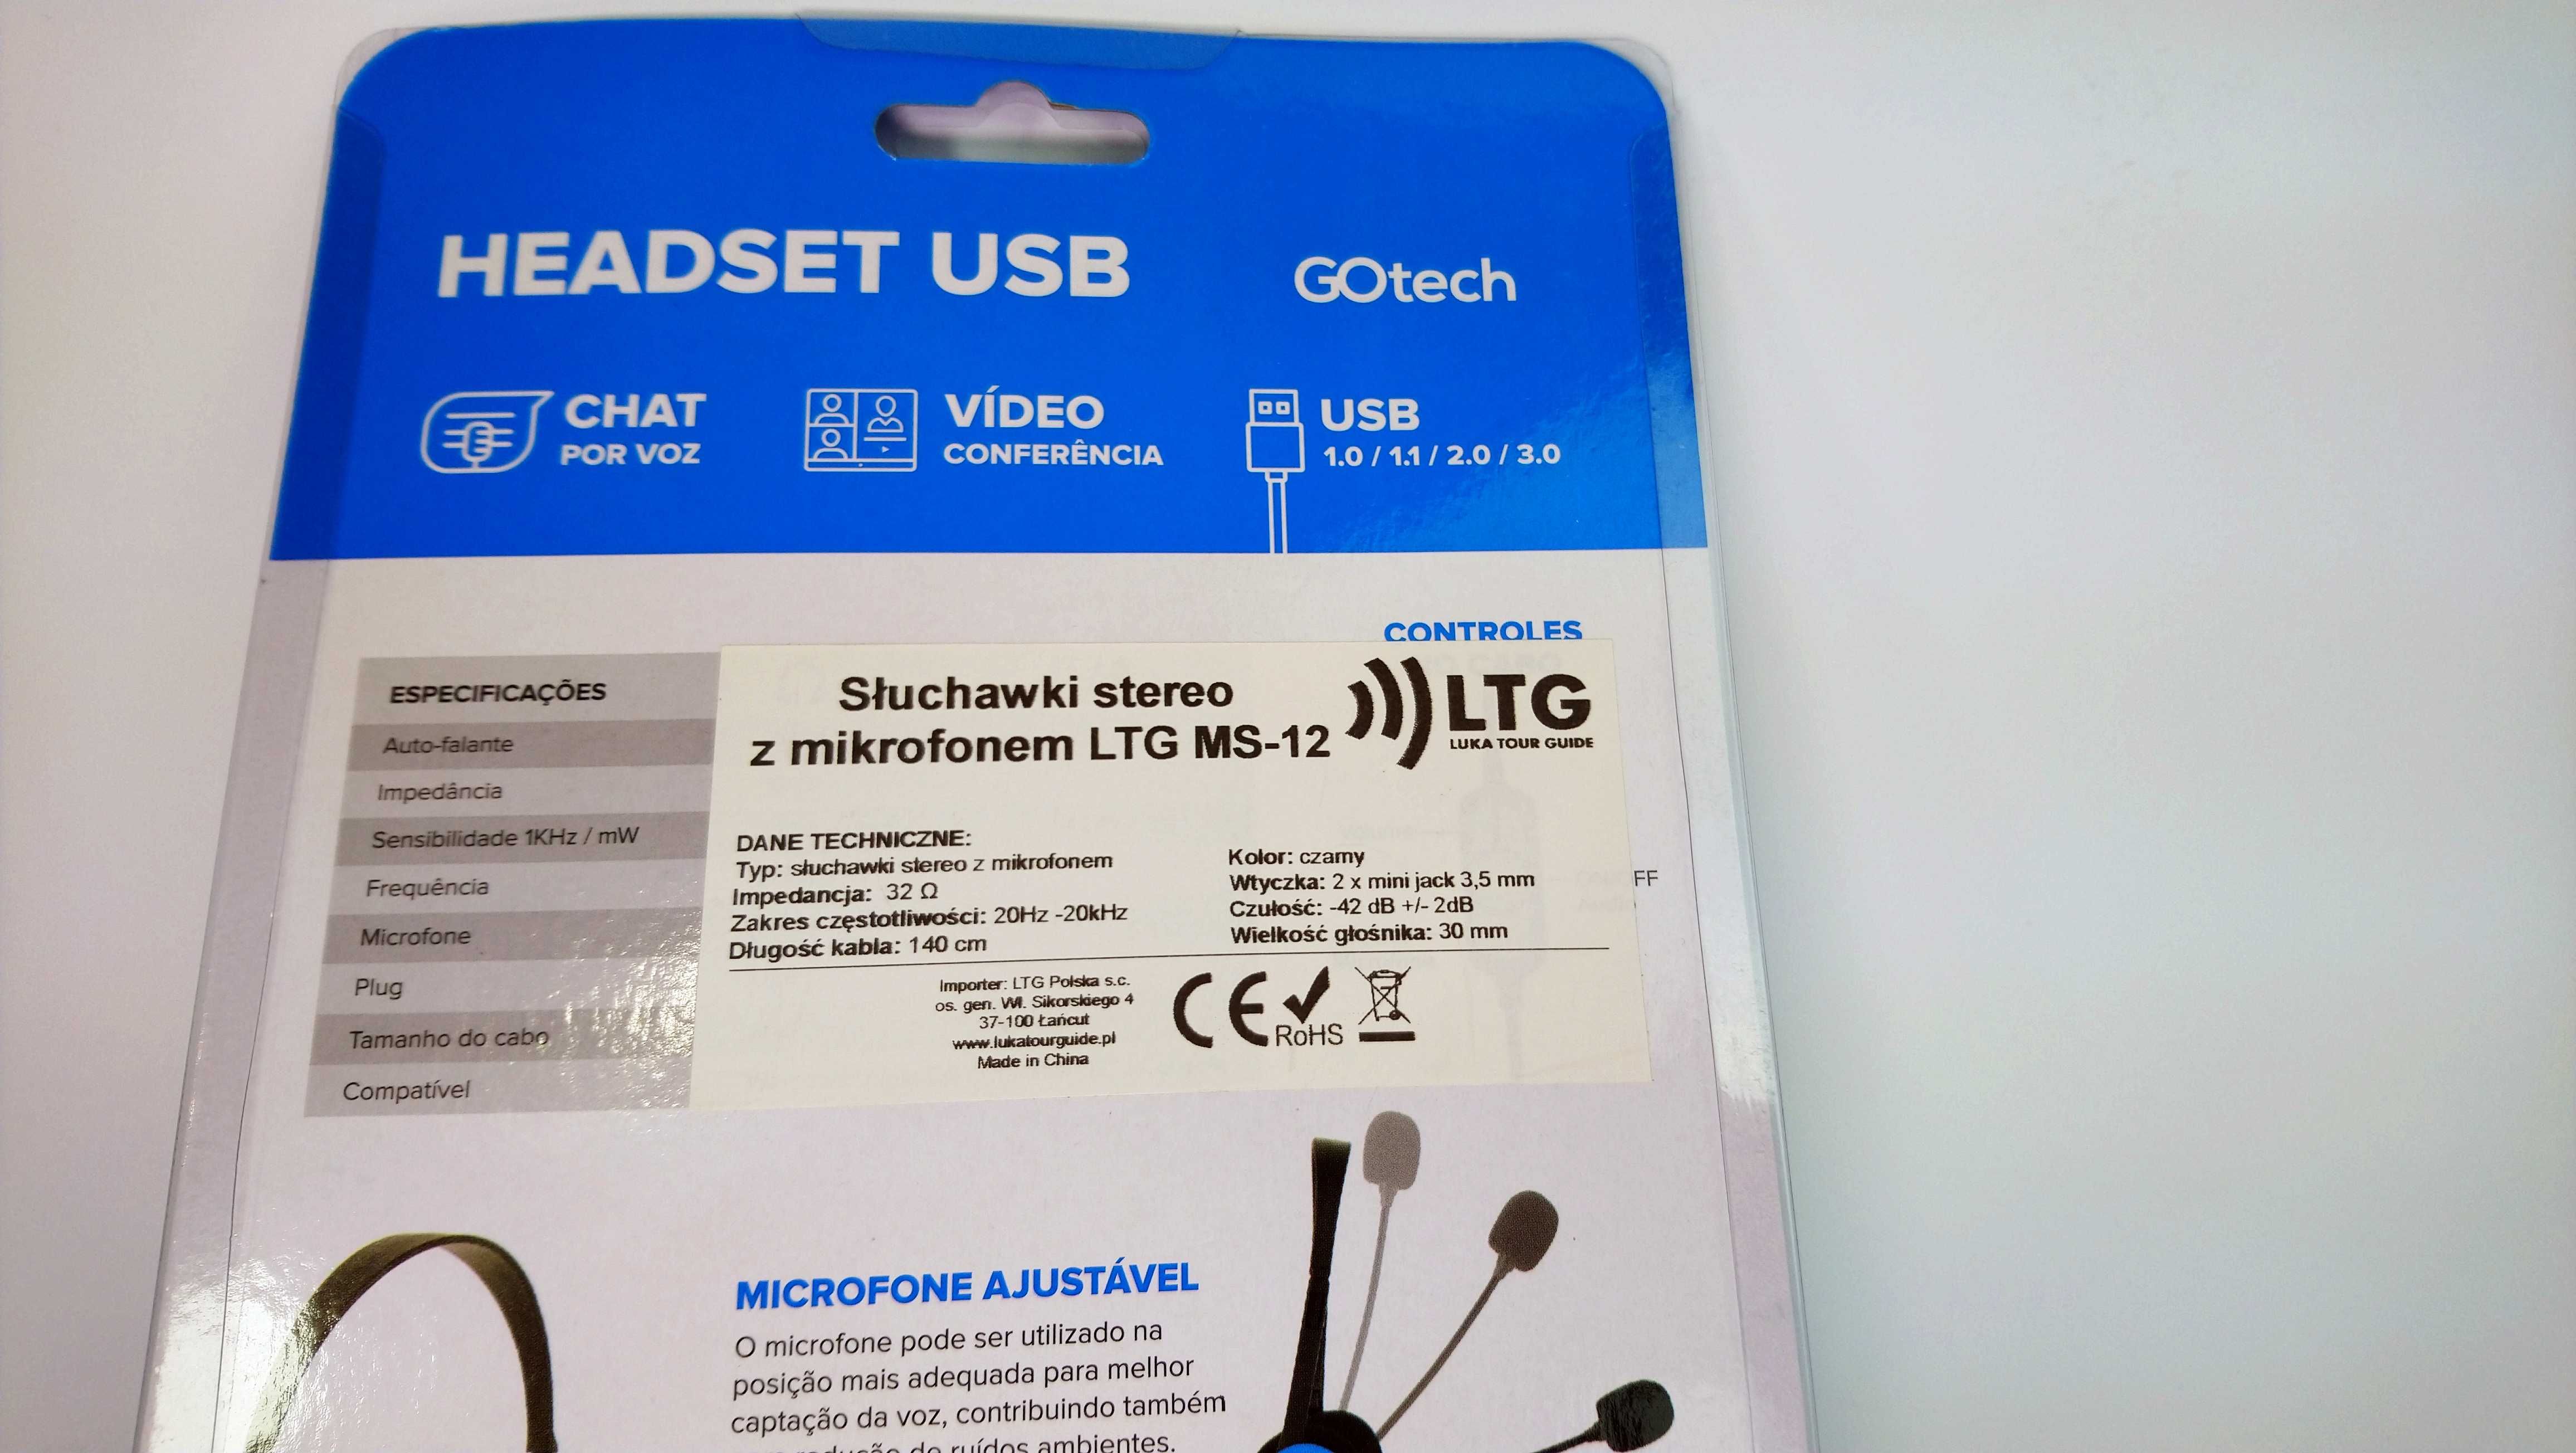 HEADSET USB
GOtech
CHAT
POR VOZ
VÍDEO
CONFERÊNCIA
USB
1.0 / 1.1 / 2.0 / 3.0
CONTROLES
ESPECIFICAÇÕES
Auto-falante
Impedância
Sensibilidade 1KHz / mW
Frequência
Microfone
Plug
Tamanho do cabo
Compatível
Słuchawki stereo
z mikrofonem LTG MS-12
LTG
LUKA TOUR GUIDE
DANE TECHNICZNE:
Typ: słuchawki stereo z mikrofonem
Impedancja: 32 Ω
Zakres częstotliwości: 20Hz -20kHz
Długość kabla: 140 cm
Kolor: czarny
Wtyczka: 2 x mini jack 3,5 mm
Czułość: -42 dB +/- 2dB
Wielkość głośnika: 30 mm
FF
Importer: LTG Polska s.c.
os. gen. Wł. Sikorskiego 4
37-100 Łańcut
www.lukatourguide.pl
Made in China
CE
RoHS
MICROFONE AJUSTÁVEL
O microfone pode ser utilizado na
posição mais adequada para melhor
captação da voz, contribuindo também
de ruídos ambientes.